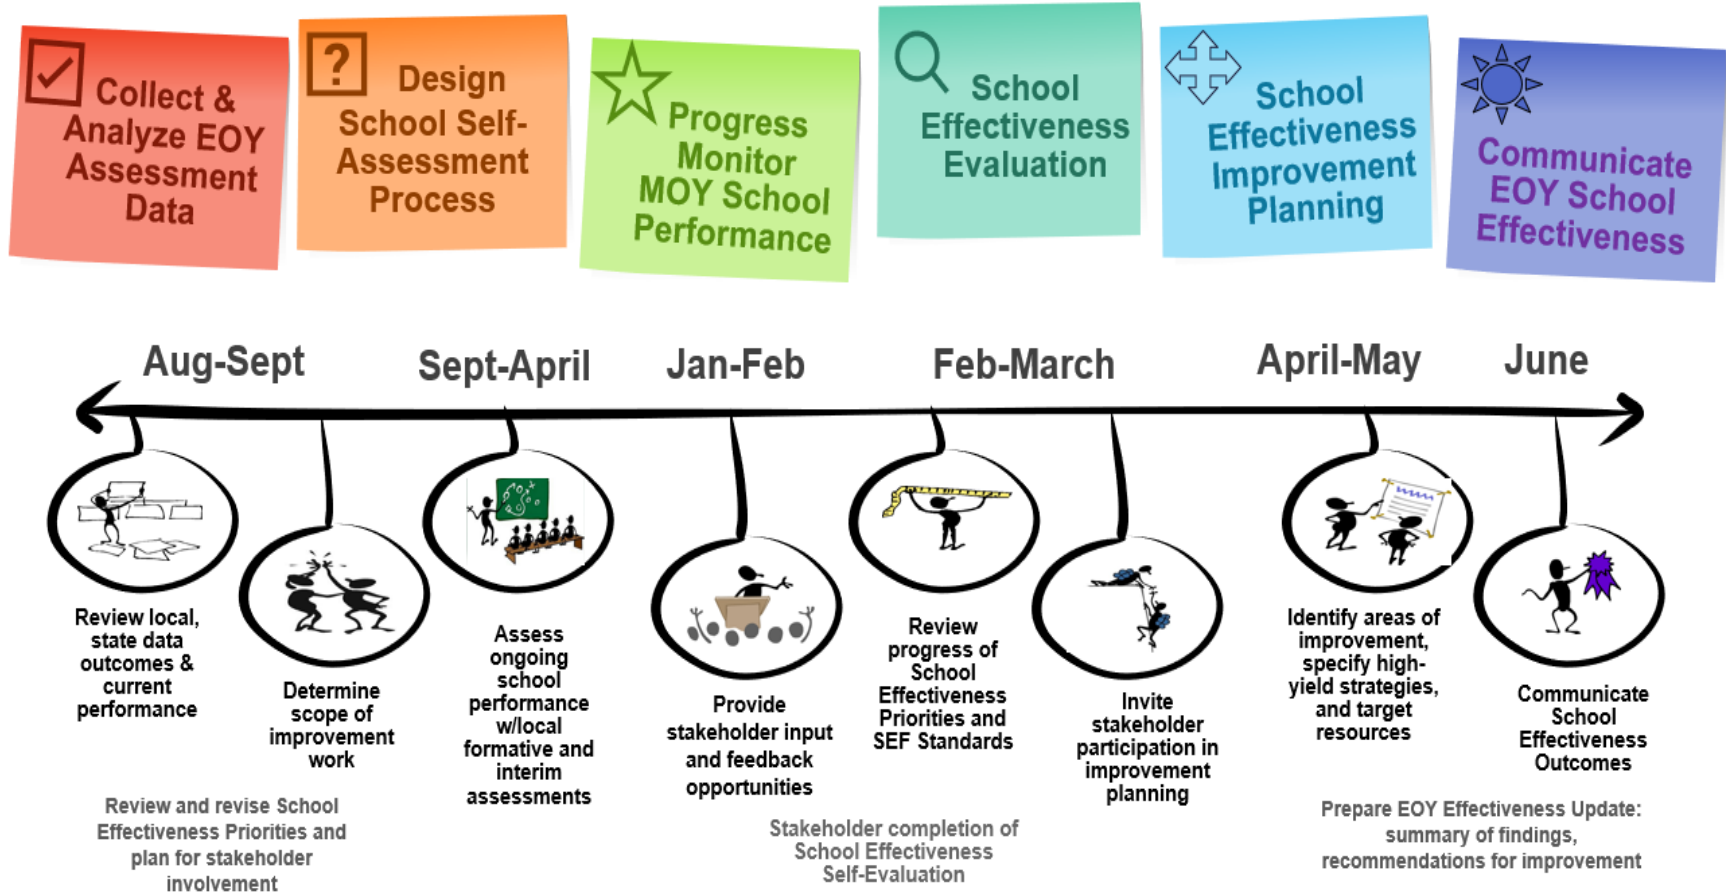 Collect &
Analyze EOY
Assessment
Data
?
Design
School Self-
Assessment
Process
Progress
Monitor
MOY School
Performance
School
Effectiveness
Evaluation
School
Effectiveness
Improvement
Planning
Communicate
EOY School
Effectiveness
Aug-Sept
Sept-April
Jan-Feb
Feb-March
April-May
June
Review local,
state data
outcomes &
current
performance
Determine
scope of
improvement
work
Assess
ongoing
school
performance
w/local
formative and
interim
assessments
Provide
stakeholder input
and feedback
opportunities
Review
progress of
School
Effectiveness
Priorities and
SEF Standards
Invite
stakeholder
participation in
improvement
planning
Identify areas of
improvement,
specify high-
yield strategies,
and target
resources
Communicate
School
Effectiveness
Outcomes
Review and revise School
Effectiveness Priorities and
plan for stakeholder
involvement
Stakeholder completion of
School Effectiveness
Self-Evaluation
Prepare EOY Effectiveness Update:
summary of findings,
recommendations for improvement